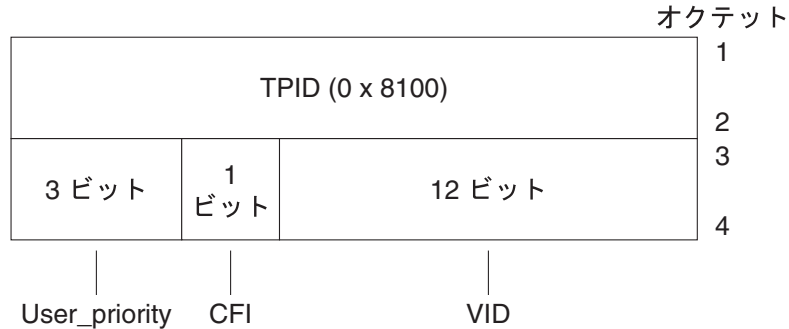 オクテット
1
TPID (0 x 8100)
2
3
3 ビット
1
ビット
12 ビット
4
User_priority
CFI
VID